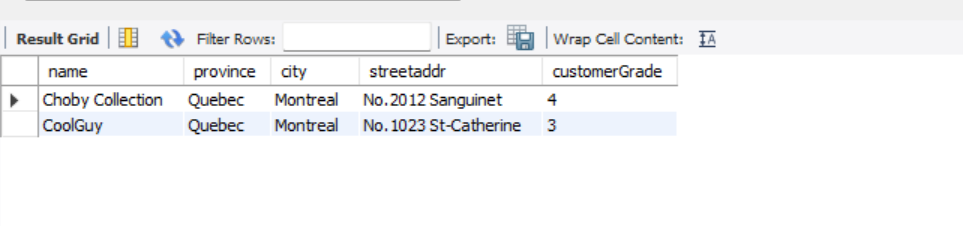 Result Grid Filter Rows: Export: Wrap Cell Content: IA
name province city streetaddr customerGrade
Choby Collection Quebec Montreal No.2012 Sanguinet 4
CoolGuy Quebec Montreal No.1023 St-Catherine 3